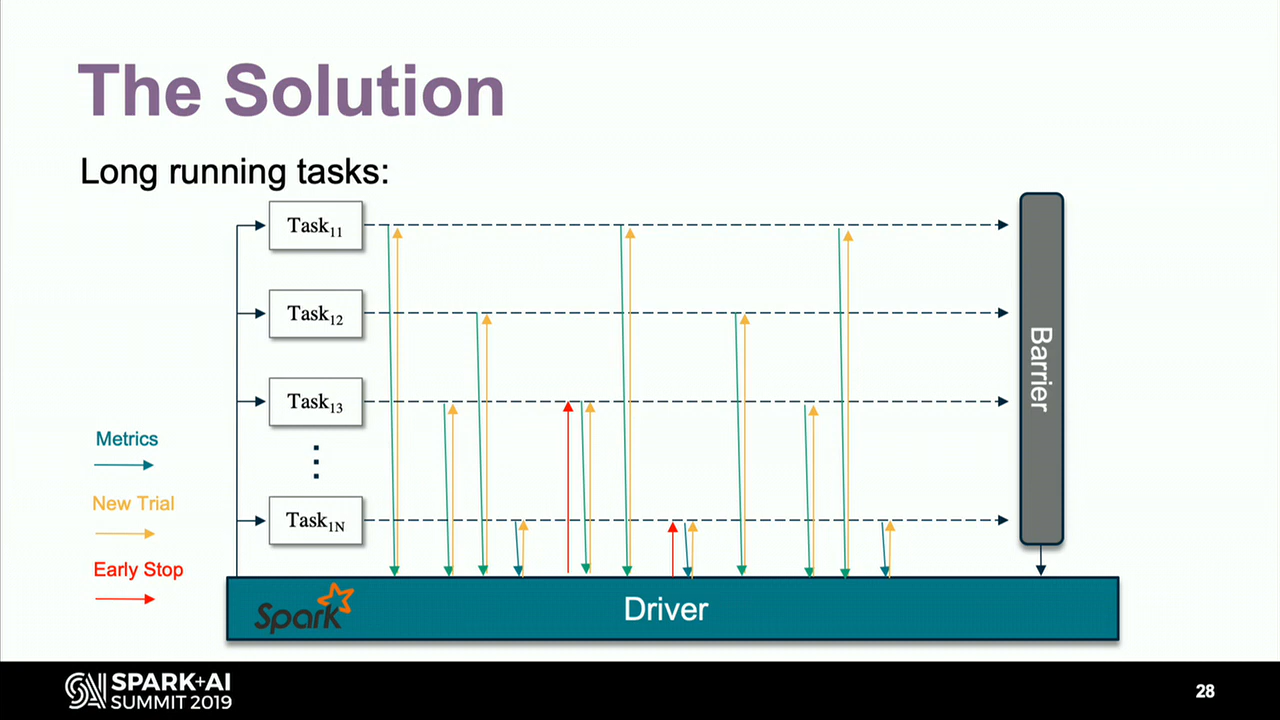 The Solution
Long running tasks:
Task11
Task12
Task13
Task1N
Metrics
New Trial
Early Stop
Barrier
Spark
Driver
SPARK+AI
SUMMIT 2019
28